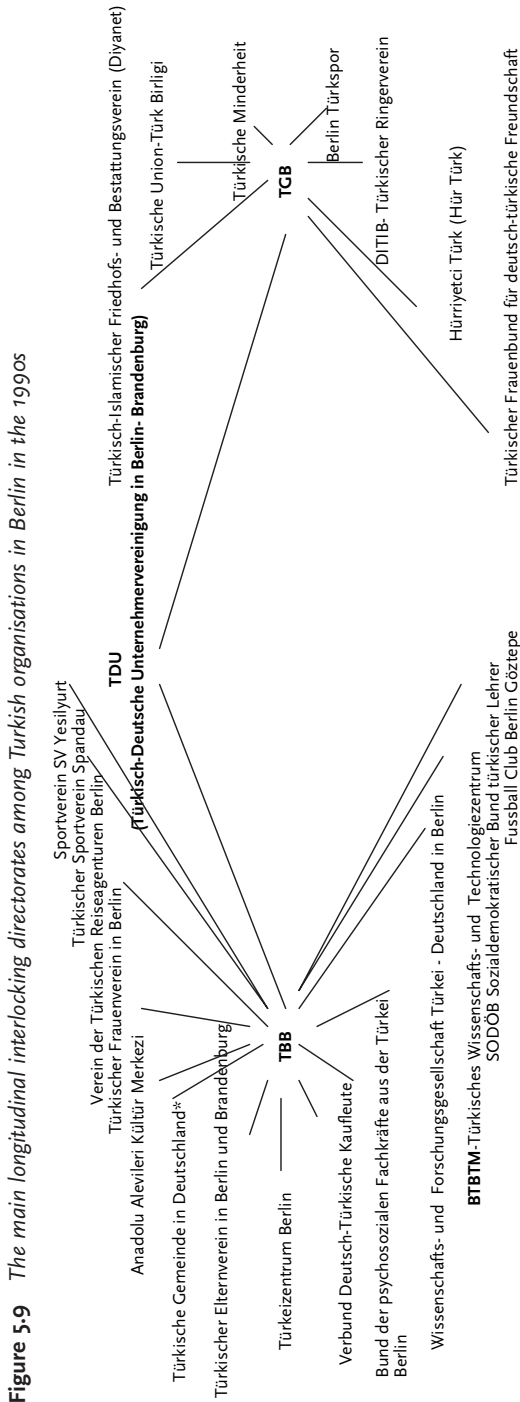 Figure 5.9 The main longitudinal interlocking directorates among Turkish organisations in Berlin in the 1990s
Sportverein SV Yesilyurt
Türkischer Sportverein Spandau
Verein der Türkischen Reiseagenturen Berlin
Türkischer Frauenverein in Berlin
Anadolu Alevileri Kültür Merkezi
Türkische Gemeinde in Deutschland*
Türkischer Elternverein in Berlin und Brandenburg
Türkeizentrum Berlin
Verbund Deutsch-Türkische Kaufleute
Bund der psychosozialen Fachkräfte aus der Türkei
Berlin
Wissenschafts- und Forschungsgesellschaft Türkei - Deutschland in Berlin
BTBTM-Türkisches Wissenschafts- und Technologiezentrum
SODÖB Sozialdemokratischer Bund türkischer Lehrer
Fussball Club Berlin Göztepe
TBB
TDU
(Türkisch-Deutsche Unternehmervereinigung in Berlin- Brandenburg)
Türkisch-Islamischer Friedhofs- und Bestattungsverein (Diyanet)
Türkische Union-Türk Birligi
Türkische Minderheit
TGB
Berlin Türkspor
DITIB- Türkischer Ringerverein
Hürriyetci Türk (Hür Türk)
Türkischer Frauenbund für deutsch-türkische Freundschaft